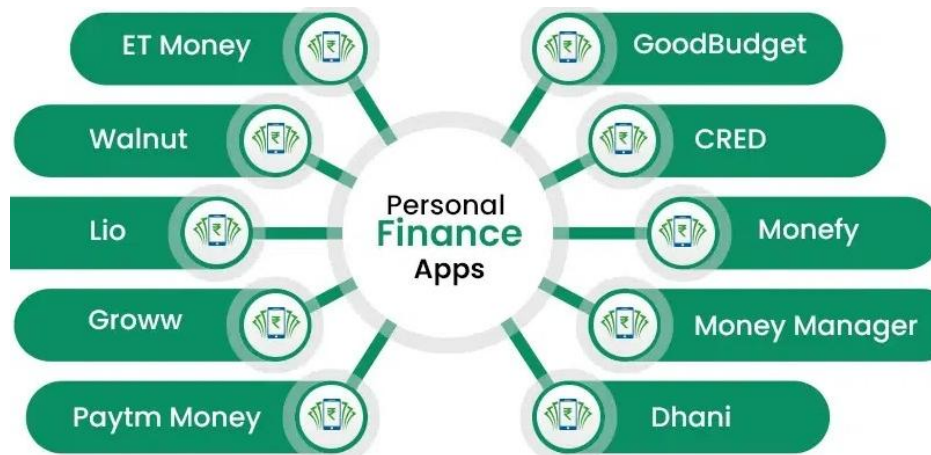 ET Money
GoodBudget
Walnut
CRED
Lio
Personal
Finance
Apps
Monefy
Groww
Money Manager
Paytm Money
Dhani